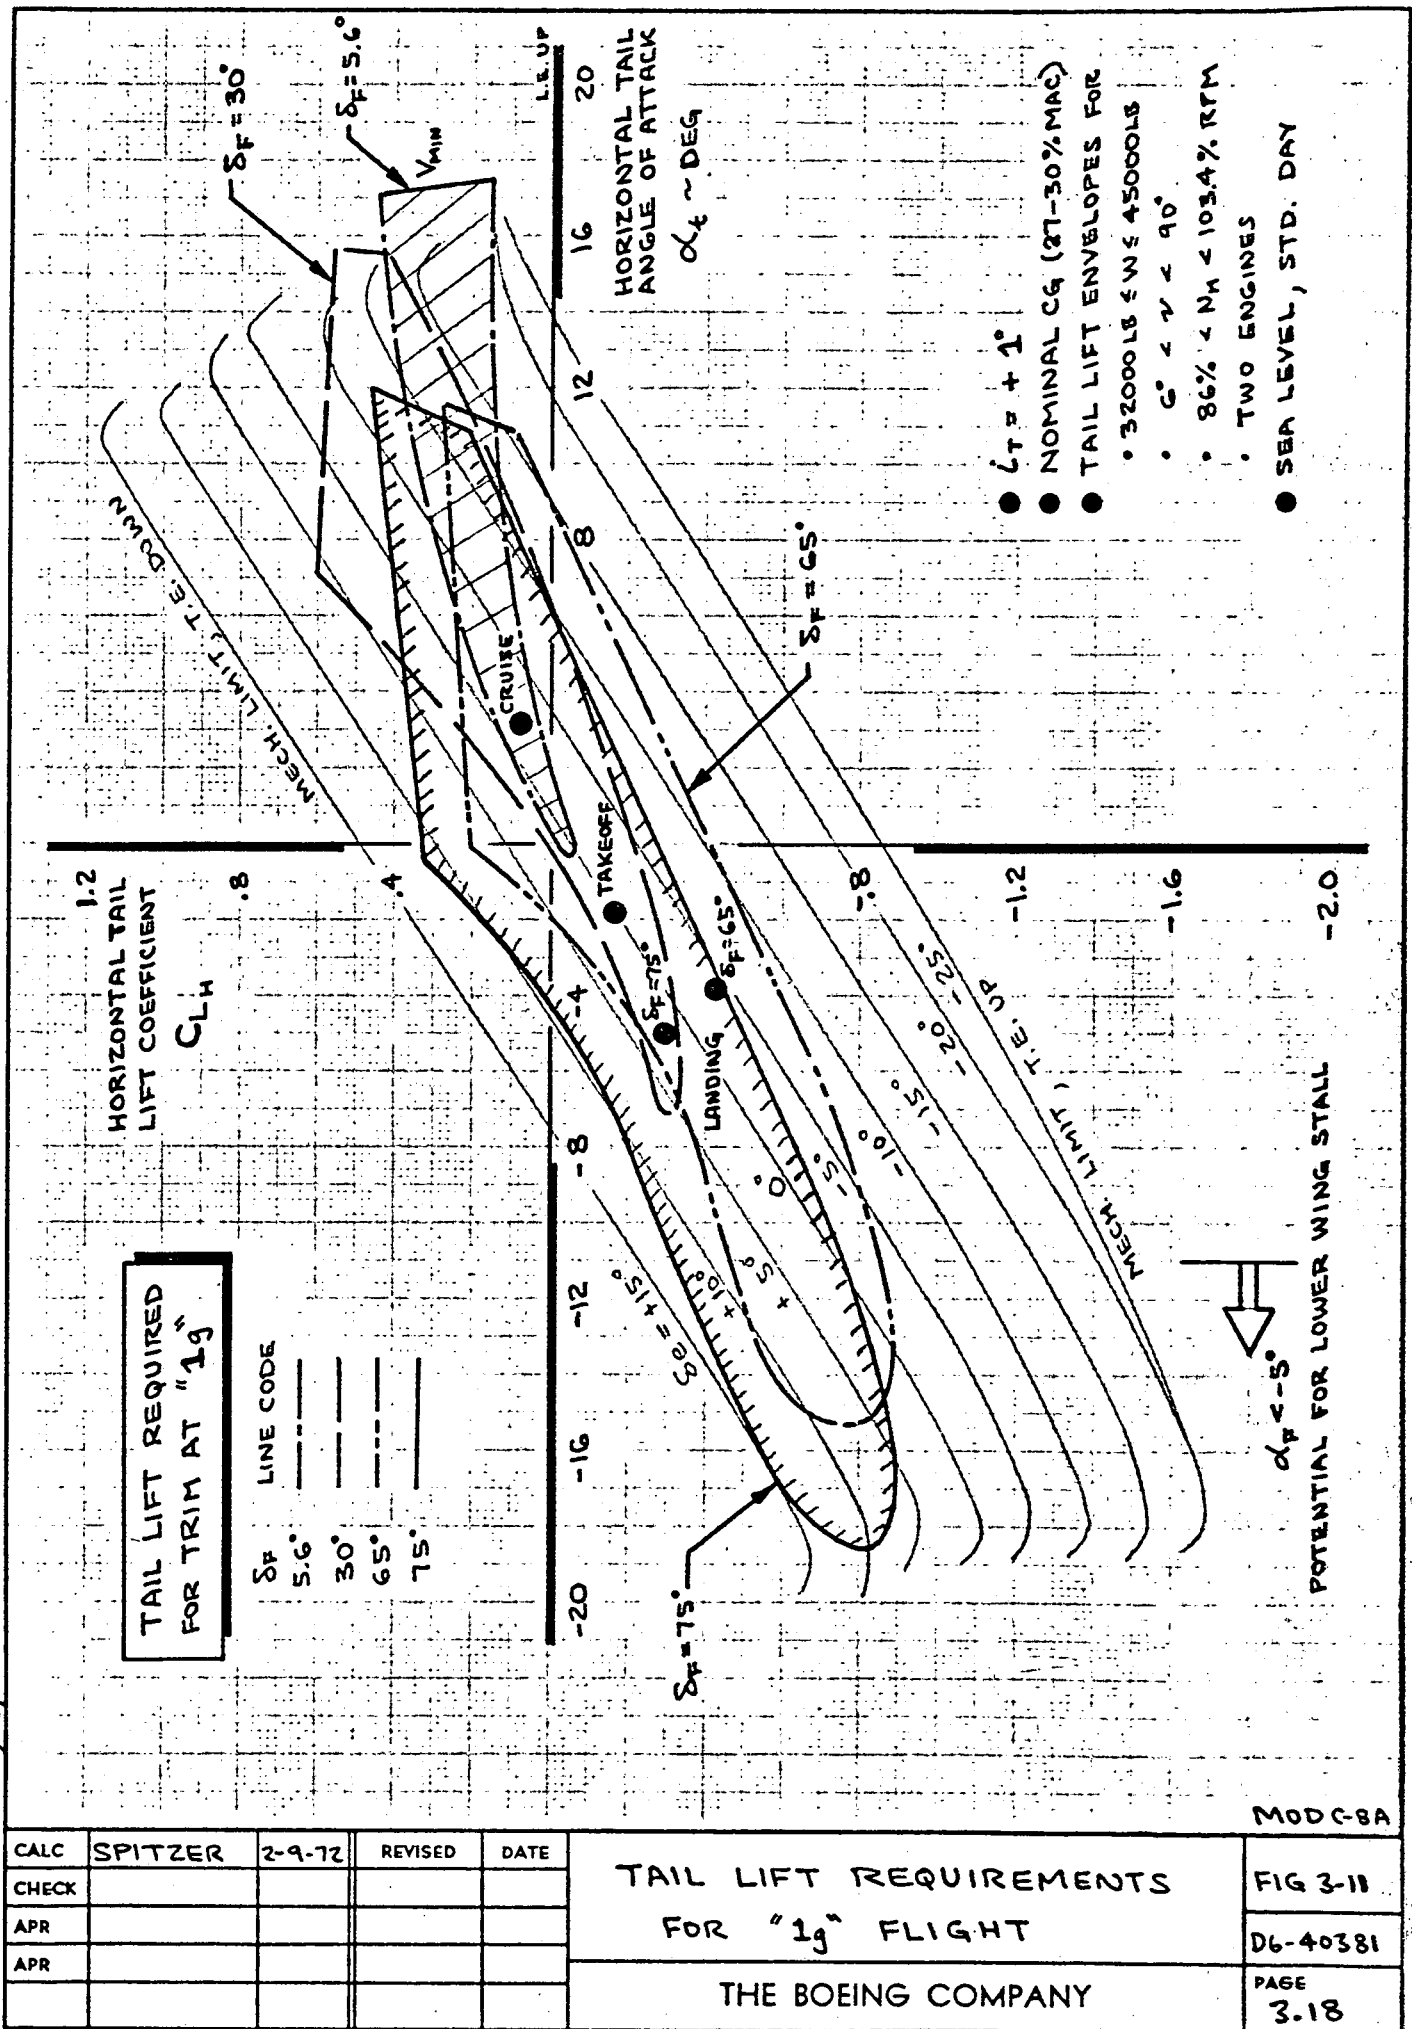 TAIL LIFT REQUIRED
FOR TRIM AT "1g"
δF LINE CODE
5.6°
30°
65°
75°
HORIZONTAL TAIL
LIFT COEFFICIENT
CLH
1.2
.8
.4
-.8
-1.2
-1.6
-2.0
-20
-16
-12
-8
-4
8
12
16
20
L.E. UP
HORIZONTAL TAIL
ANGLE OF ATTACK
αt ~ DEG
δF=30°
δF=5.6°
VMIN
MECH. LIMIT, T.E. DOWN
CRUISE
TAKEOFF
δF=75°
LANDING
δF=65°
δF=65°
δF=75°
δe=+15°
+10°
+5°
0°
-5°
-10°
-15°
-20°
-25°
MECH. LIMIT, T.E. UP
αF<-5°
POTENTIAL FOR LOWER WING STALL
● iT = +1°
● NOMINAL CG (27-30%MAC)
● TAIL LIFT ENVELOPES FOR
• 32000LB ≤ W ≤ 45000LB
• 6° < ν < 90°
• 86% < NH < 103.4% RPM
• TWO ENGINES
● SEA LEVEL, STD. DAY
MOD C-8A
CALC SPITZER 2-9-72 REVISED DATE
CHECK
APR
APR
TAIL LIFT REQUIREMENTS
FOR "1g" FLIGHT
THE BOEING COMPANY
FIG 3-11
D6-40381
PAGE
3.18